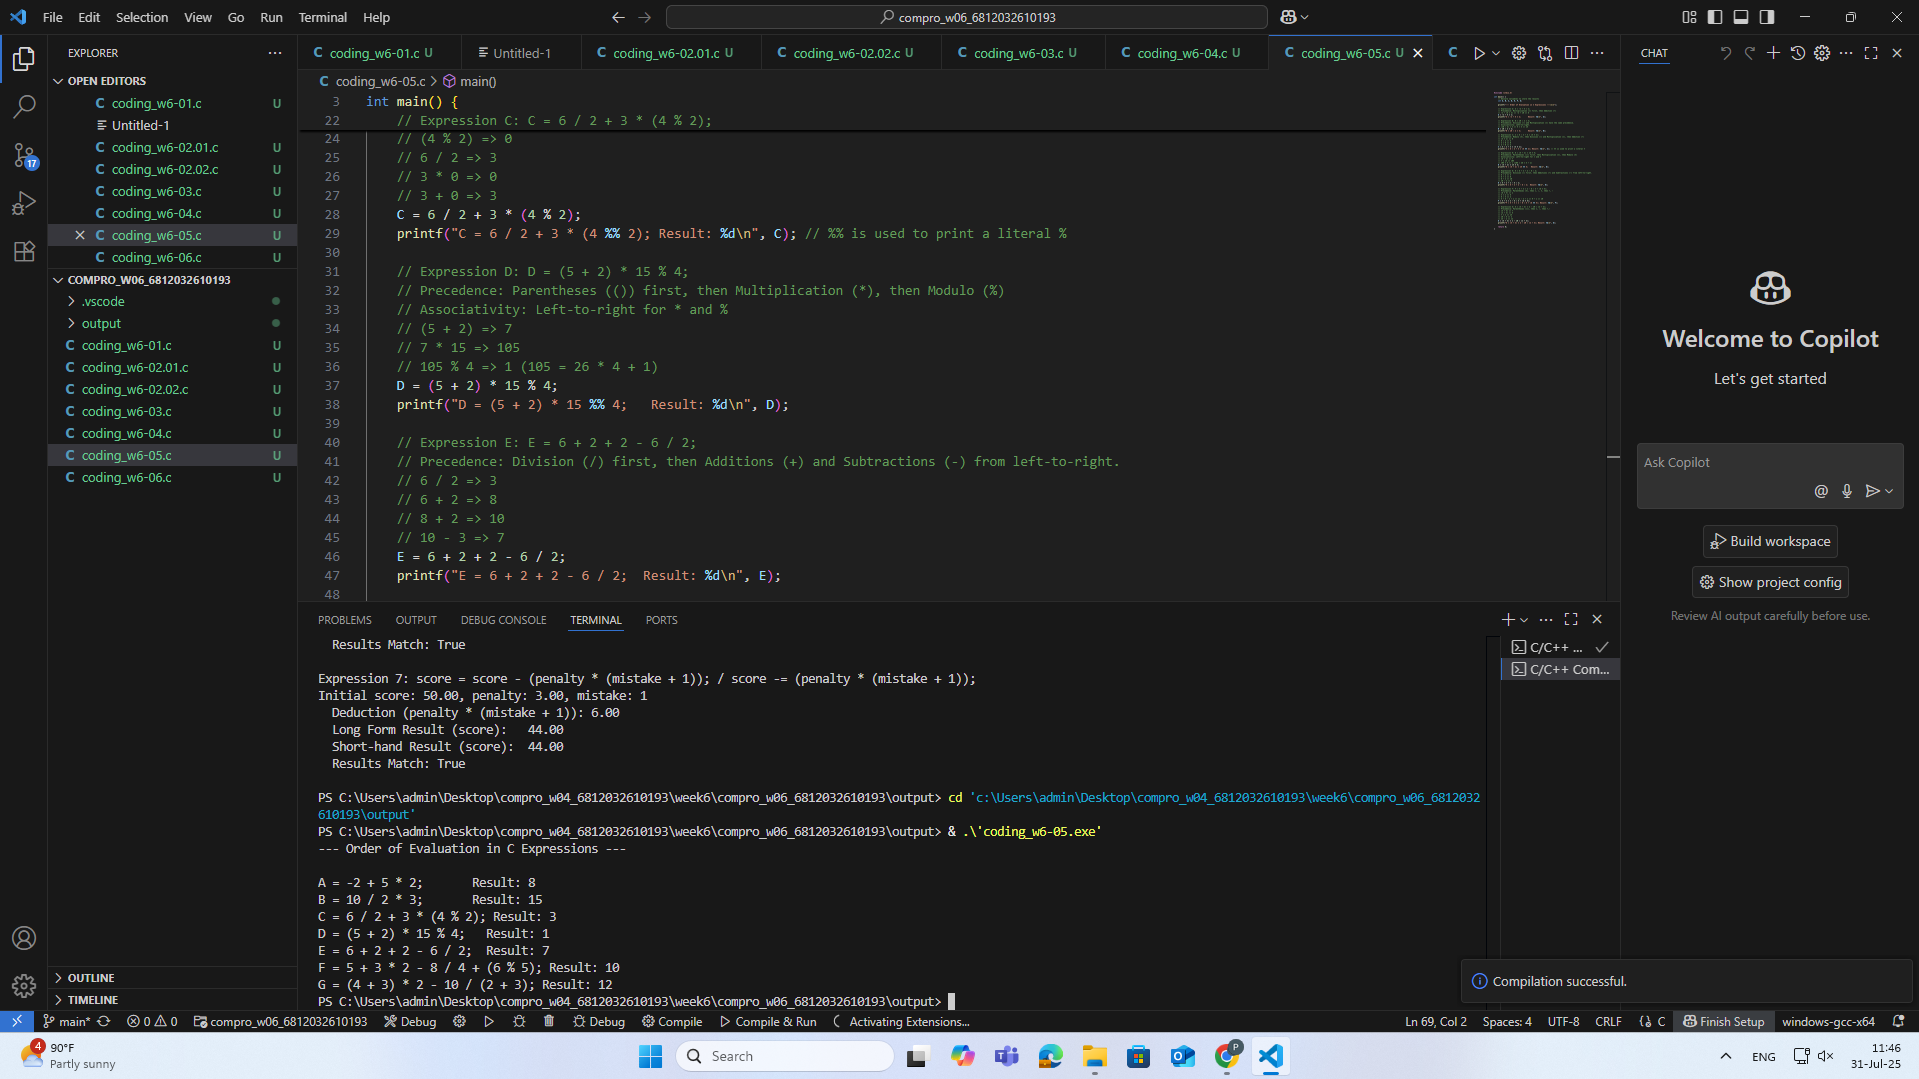 File Edit Selection View Go Run Terminal Help
compro_w06_6812032610193
EXPLORER
OPEN EDITORS
C coding_w6-01.c U
Untitled-1
C coding_w6-02.01.c U
C coding_w6-02.02.c U
C coding_w6-03.c U
C coding_w6-04.c U
C coding_w6-05.c U
C coding_w6-06.c U
COMPRO_W06_6812032610193
.vscode
output
C coding_w6-01.c U
C coding_w6-02.01.c U
C coding_w6-02.02.c U
C coding_w6-03.c U
C coding_w6-04.c U
C coding_w6-05.c U
C coding_w6-06.c U
OUTLINE
TIMELINE
17
C coding_w6-01.c U Untitled-1 C coding_w6-02.01.c U C coding_w6-02.02.c U C coding_w6-03.c U C coding_w6-04.c U C coding_w6-05.c U C
C coding_w6-05.c > main()
3 int main() {
22 // Expression C: C = 6 / 2 + 3 * (4 % 2);
24 // (4 % 2) => 0
25 // 6 / 2 => 3
26 // 3 * 0 => 0
27 // 3 + 0 => 3
28 C = 6 / 2 + 3 * (4 % 2);
29 printf("C = 6 / 2 + 3 * (4 %% 2); Result: %d\n", C); // %% is used to print a literal %
30
31 // Expression D: D = (5 + 2) * 15 % 4;
32 // Precedence: Parentheses (()) first, then Multiplication (*), then Modulo (%)
33 // Associativity: Left-to-right for * and %
34 // (5 + 2) => 7
35 // 7 * 15 => 105
36 // 105 % 4 => 1 (105 = 26 * 4 + 1)
37 D = (5 + 2) * 15 % 4;
38 printf("D = (5 + 2) * 15 %% 4;   Result: %d\n", D);
39
40 // Expression E: E = 6 + 2 + 2 - 6 / 2;
41 // Precedence: Division (/) first, then Additions (+) and Subtractions (-) from left-to-right.
42 // 6 / 2 => 3
43 // 6 + 2 => 8
44 // 8 + 2 => 10
45 // 10 - 3 => 7
46 E = 6 + 2 + 2 - 6 / 2;
47 printf("E = 6 + 2 + 2 - 6 / 2;  Result: %d\n", E);
48
PROBLEMS OUTPUT DEBUG CONSOLE TERMINAL PORTS
Results Match: True
Expression 7: score = score - (penalty * (mistake + 1)); / score -= (penalty * (mistake + 1));
Initial score: 50.00, penalty: 3.00, mistake: 1
Deduction (penalty * (mistake + 1)): 6.00
Long Form Result (score):   44.00
Short-hand Result (score):  44.00
Results Match: True
PS C:\Users\admin\Desktop\compro_w04_6812032610193\week6\compro_w06_6812032610193\output> cd 'c:\Users\admin\Desktop\compro_w04_6812032610193\week6\compro_w06_6812032
610193\output'
PS C:\Users\admin\Desktop\compro_w04_6812032610193\week6\compro_w06_6812032610193\output> & .\'coding_w6-05.exe'
--- Order of Evaluation in C Expressions ---
A = -2 + 5 * 2;       Result: 8
B = 10 / 2 * 3;       Result: 15
C = 6 / 2 + 3 * (4 % 2); Result: 3
D = (5 + 2) * 15 % 4;   Result: 1
E = 6 + 2 + 2 - 6 / 2;  Result: 7
F = 5 + 3 * 2 - 8 / 4 + (6 % 5); Result: 10
G = (4 + 3) * 2 - 10 / (2 + 3); Result: 12
PS C:\Users\admin\Desktop\compro_w04_6812032610193\week6\compro_w06_6812032610193\output>
C/C++ ...
C/C++ Com...
CHAT
Welcome to Copilot
Let's get started
Ask Copilot
Build workspace
Show project config
Review AI output carefully before use.
Compilation successful.
main* 0 0 compro_w06_6812032610193 Debug Debug Compile Compile & Run Activating Extensions... Ln 69, Col 2 Spaces: 4 UTF-8 CRLF {} C Finish Setup windows-gcc-x64
4
90°F
Partly sunny
Search
P
ENG
11:46
31-Jul-25